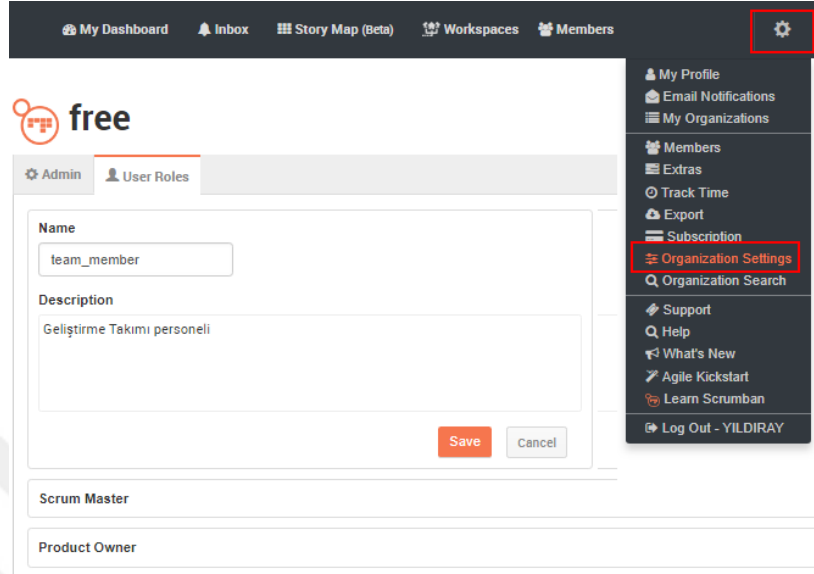 My Dashboard Inbox Story Map (Beta) Workspaces Members
free
Admin User Roles
Name
team_member
Description
Geliştirme Takımı personeli
Save Cancel
Scrum Master
Product Owner
My Profile
Email Notifications
My Organizations
Members
Extras
Track Time
Export
Subscription
Organization Settings
Organization Search
Support
Help
What's New
Agile Kickstart
Learn Scrumban
Log Out - YILDIRAY